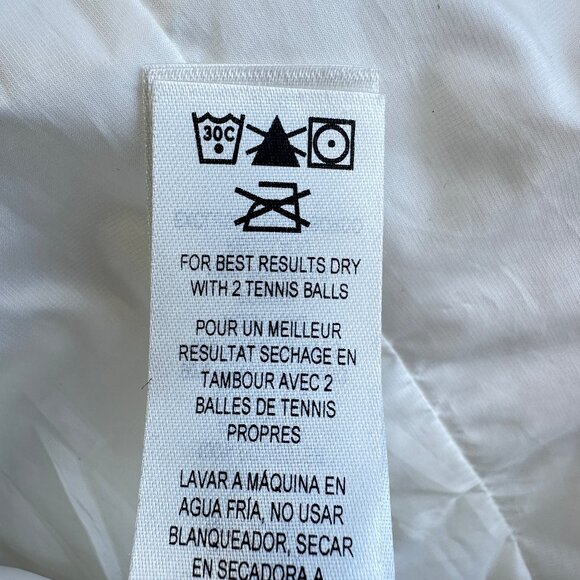 30C
FOR BEST RESULTS DRY
WITH 2 TENNIS BALLS
POUR UN MEILLEUR
RESULTAT SECHAGE EN
TAMBOUR AVEC 2
BALLES DE TENNIS
PROPRES
LAVAR A MÁQUINA EN
AGUA FRÍA, NO USAR
BLANQUEADOR, SECAR
EN SECADORA A